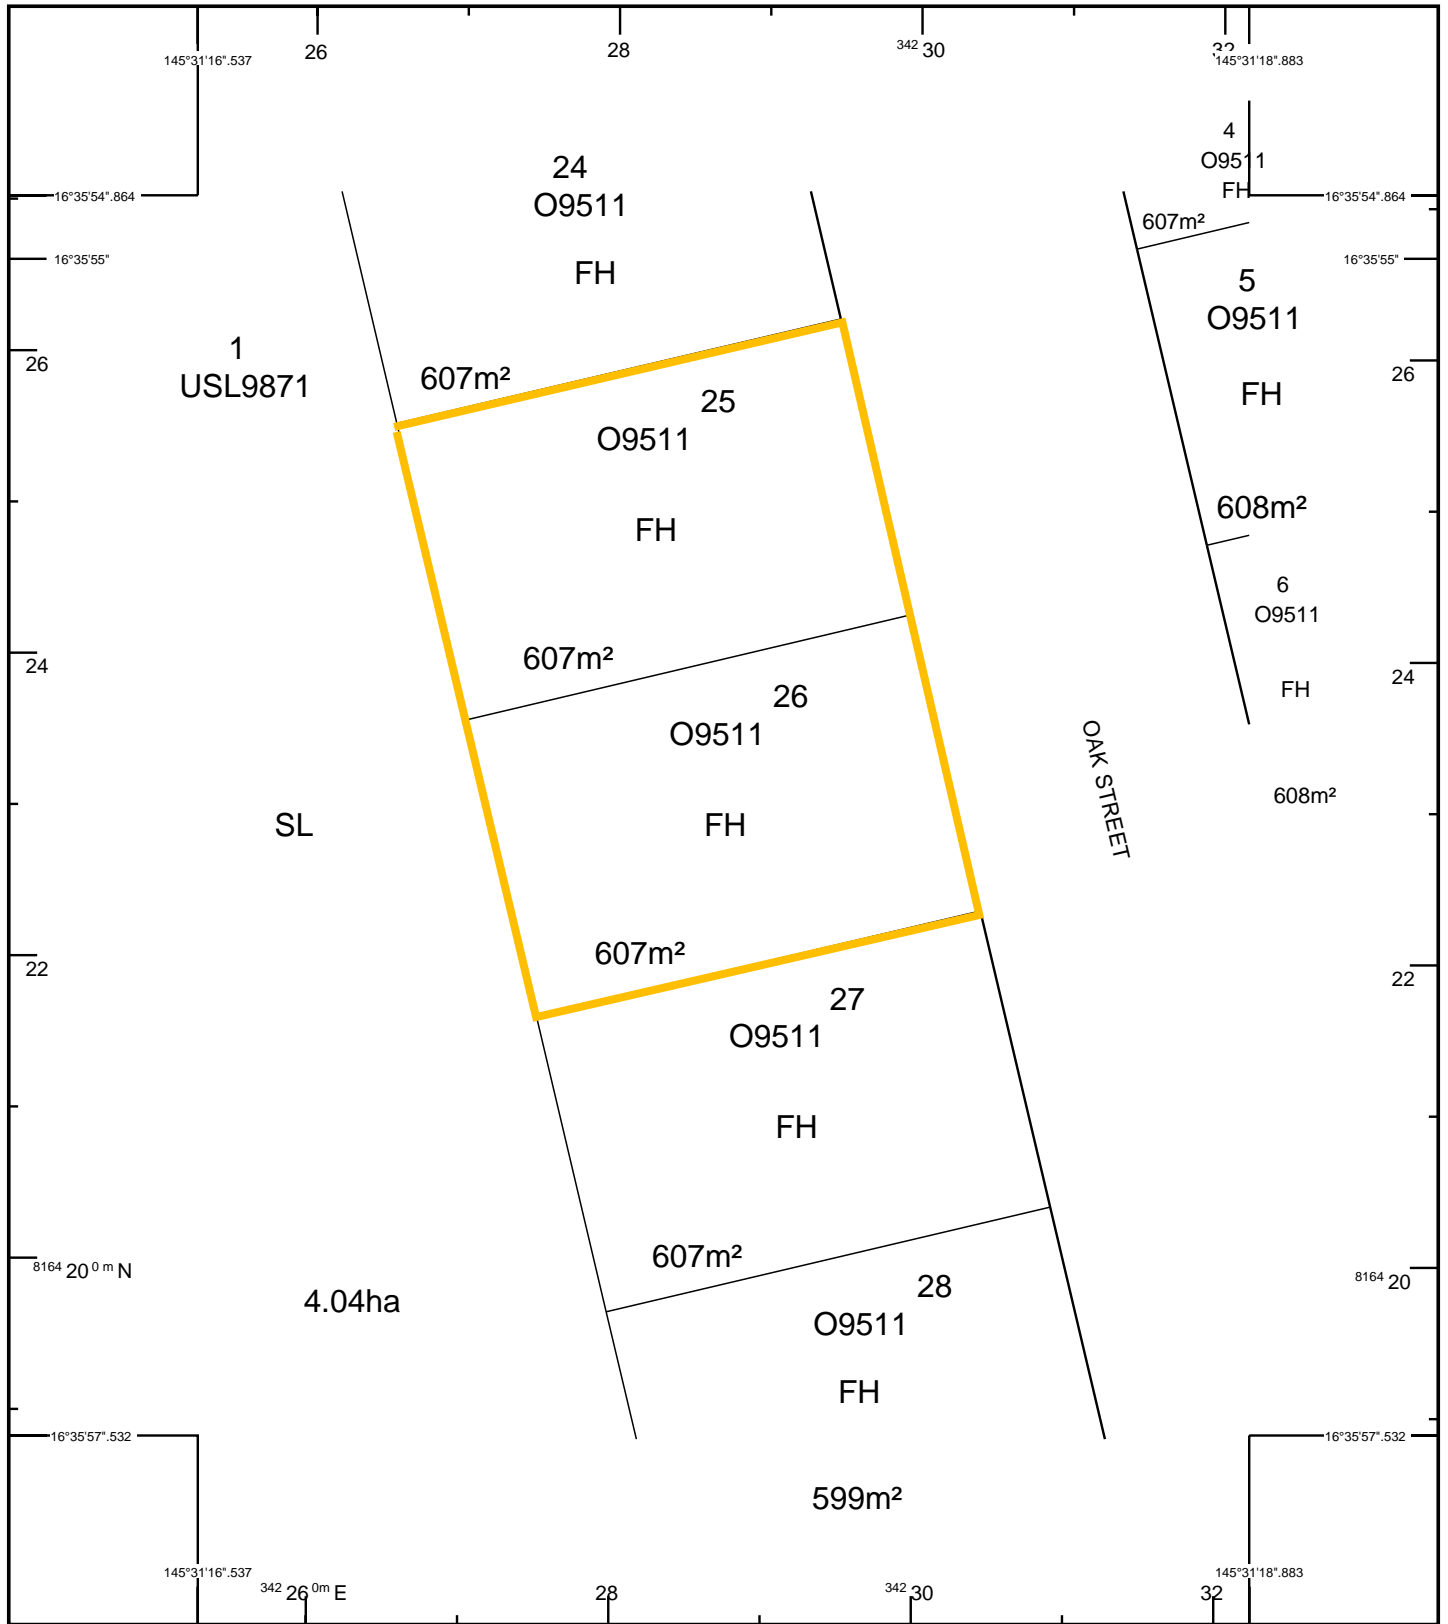 26
28
342 30
32
145°31'16".537
145°31'18".883
4
O9511
FH
24
O9511
FH
16°35'54".864
16°35'54".864
607m²
16°35'55"
16°35'55"
5
O9511
FH
608m²
1
USL9871
26
26
607m²
25
O9511
FH
6
O9511
FH
608m²
607m²
24
24
26
O9511
FH
OAK STREET
SL
607m²
22
22
27
O9511
FH
607m²
8164 20 0 m N
8164 20
4.04ha
28
O9511
FH
16°35'57".532
16°35'57".532
599m²
145°31'16".537
145°31'18".883
342 26 0m E
28
342 30
32